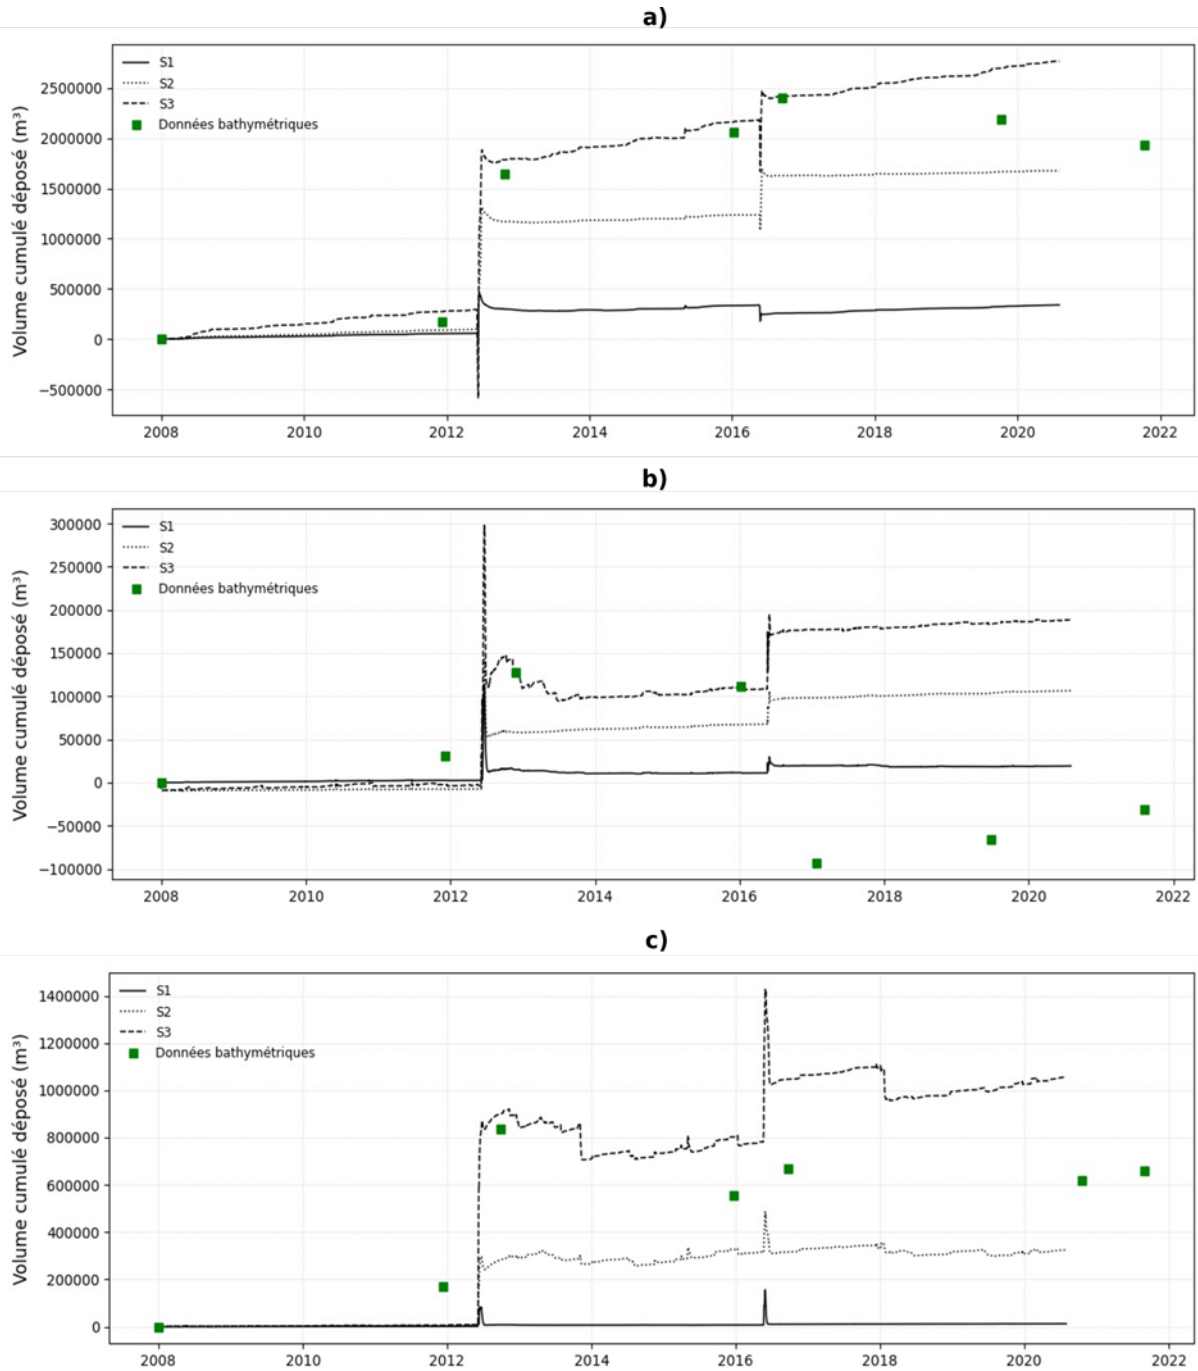 a)
Volume cumulé déposé (m³)
2500000
2000000
1500000
1000000
500000
0
−500000
S1
S2
S3
Données bathymétriques
2008 2010 2012 2014 2016 2018 2020 2022
b)
Volume cumulé déposé (m³)
300000
250000
200000
150000
100000
50000
0
−50000
−100000
S1
S2
S3
Données bathymétriques
2008 2010 2012 2014 2016 2018 2020 2022
c)
Volume cumulé déposé (m³)
1400000
1200000
1000000
800000
600000
400000
200000
0
S1
S2
S3
Données bathymétriques
2008 2010 2012 2014 2016 2018 2020 2022